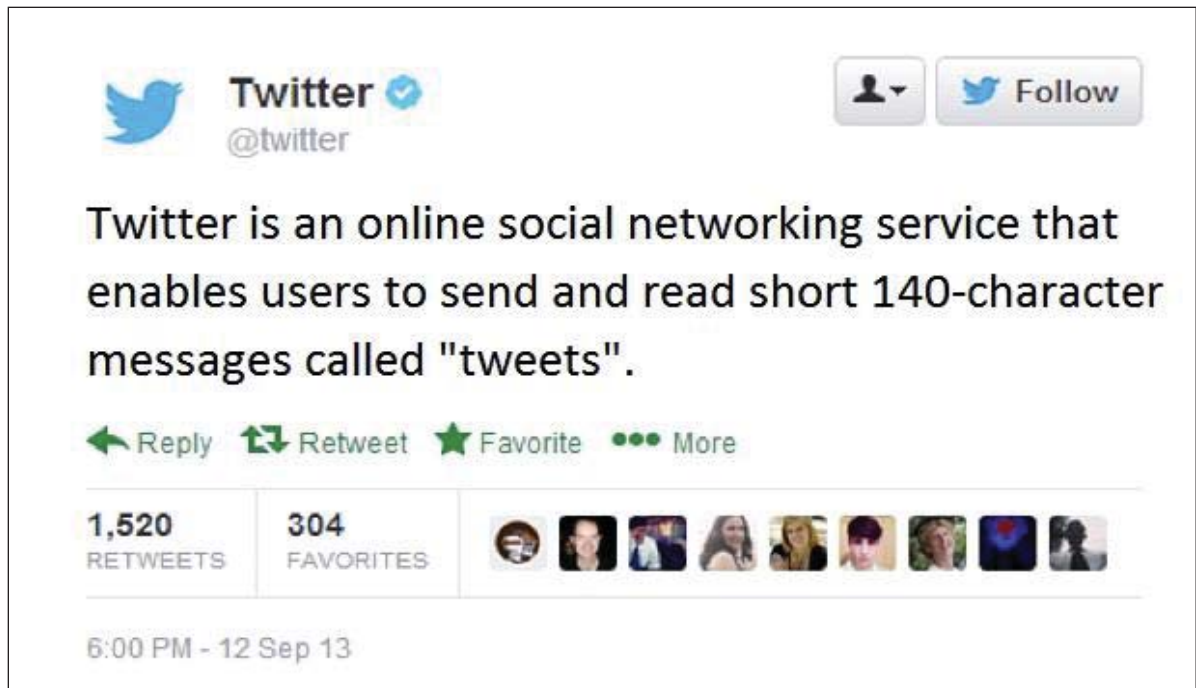 Twitter
@twitter
Follow
Twitter is an online social networking service that
enables users to send and read short 140-character
messages called "tweets".
Reply Retweet Favorite More
1,520 304
RETWEETS FAVORITES
6:00 PM - 12 Sep 13